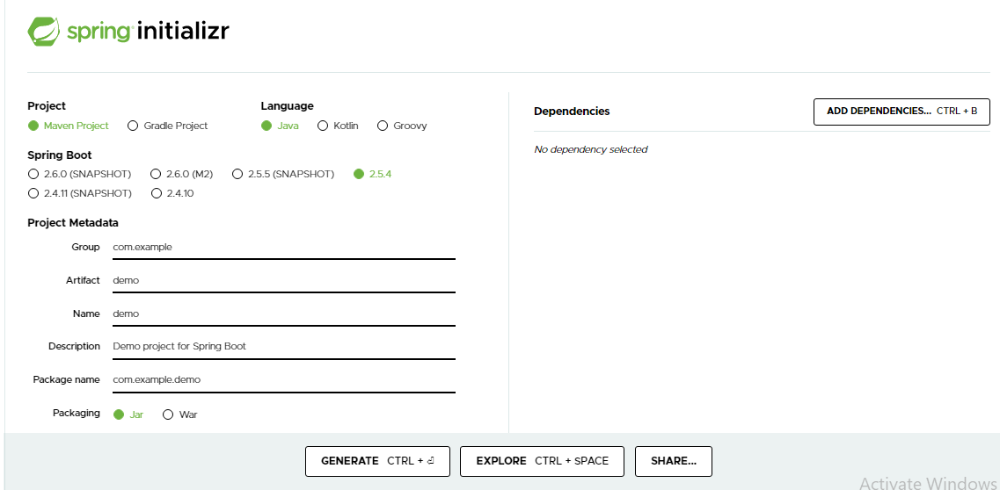 spring initializr
Project
Maven Project Gradle Project
Language
Java Kotlin Groovy
Spring Boot
2.6.0 (SNAPSHOT) 2.6.0 (M2) 2.5.5 (SNAPSHOT) 2.5.4
2.4.11 (SNAPSHOT) 2.4.10
Project Metadata
Group com.example
Artifact demo
Name demo
Description Demo project for Spring Boot
Package name com.example.demo
Packaging Jar War
Dependencies ADD DEPENDENCIES... CTRL + B
No dependency selected
GENERATE CTRL + ⏎ EXPLORE CTRL + SPACE SHARE...
Activate Windows